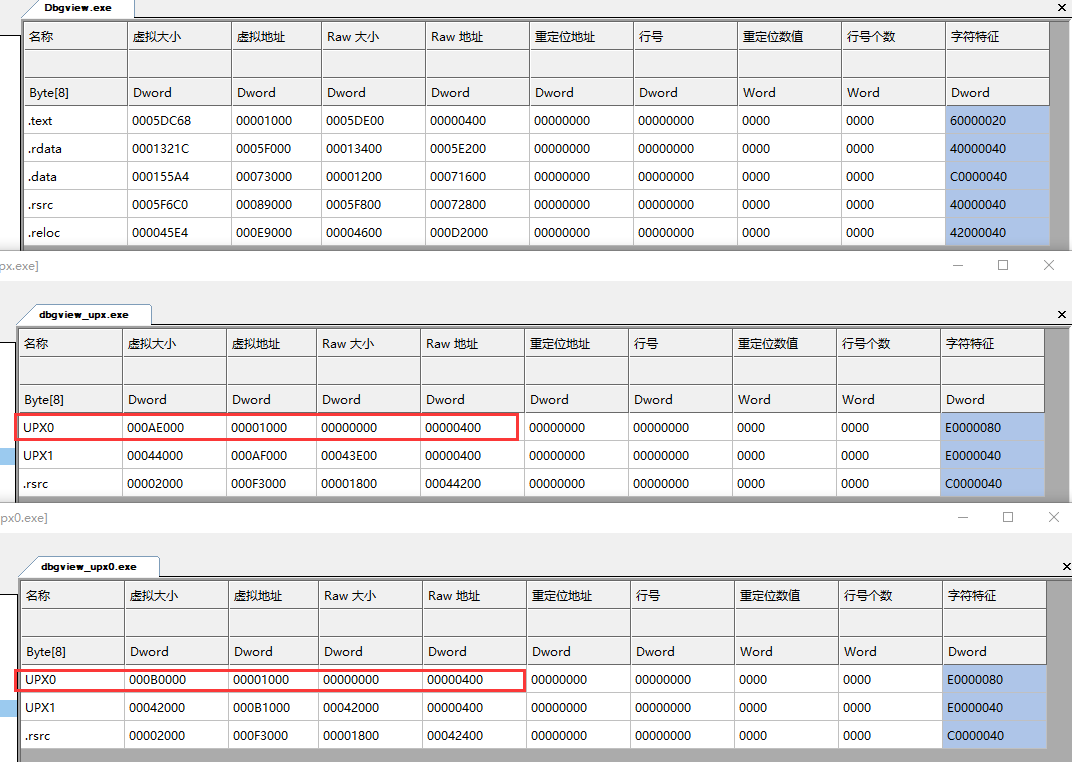 Dbgview.exe
名称 虚拟大小 虚拟地址 Raw 大小 Raw 地址 重定位地址 行号 重定位数值 行号个数 字符特征
Byte[8] Dword Dword Dword Dword Dword Dword Word Word Dword
.text 0005DC68 00001000 0005DE00 00000400 00000000 00000000 0000 0000 60000020
.rdata 0001321C 0005F000 00013400 0005E200 00000000 00000000 0000 0000 40000040
.data 000155A4 00073000 00001200 00071600 00000000 00000000 0000 0000 C0000040
.rsrc 0005F6C0 00089000 0005F800 00072800 00000000 00000000 0000 0000 40000040
.reloc 000045E4 000E9000 00004600 000D2000 00000000 00000000 0000 0000 42000040
px.exe]
dbgview_upx.exe
名称 虚拟大小 虚拟地址 Raw 大小 Raw 地址 重定位地址 行号 重定位数值 行号个数 字符特征
Byte[8] Dword Dword Dword Dword Dword Dword Word Word Dword
UPX0 000AE000 00001000 00000000 00000400 00000000 00000000 0000 0000 E0000080
UPX1 00044000 000AF000 00043E00 00000400 00000000 00000000 0000 0000 E0000040
.rsrc 00002000 000F3000 00001800 00044200 00000000 00000000 0000 0000 C0000040
px0.exe]
dbgview_upx0.exe
名称 虚拟大小 虚拟地址 Raw 大小 Raw 地址 重定位地址 行号 重定位数值 行号个数 字符特征
Byte[8] Dword Dword Dword Dword Dword Dword Word Word Dword
UPX0 000B0000 00001000 00000000 00000400 00000000 00000000 0000 0000 E0000080
UPX1 00042000 000B1000 00042000 00000400 00000000 00000000 0000 0000 E0000040
.rsrc 00002000 000F3000 00001800 00042400 00000000 00000000 0000 0000 C0000040